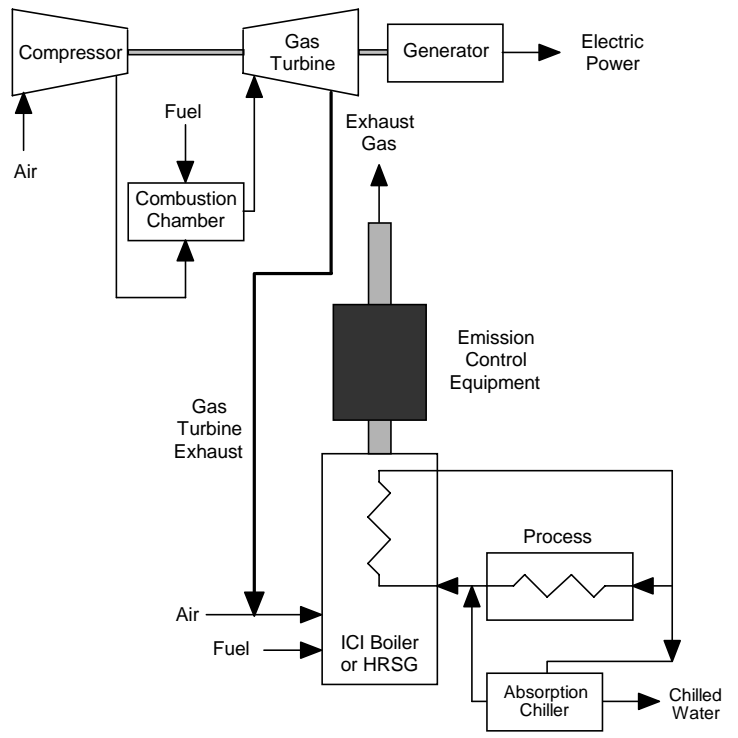 Compressor
Gas
Turbine
Generator
Electric
Power
Air
Fuel
Combustion
Chamber
Exhaust
Gas
Emission
Control
Equipment
Gas
Turbine
Exhaust
Process
Air
Fuel
ICI Boiler
or HRSG
Absorption
Chiller
Chilled
Water